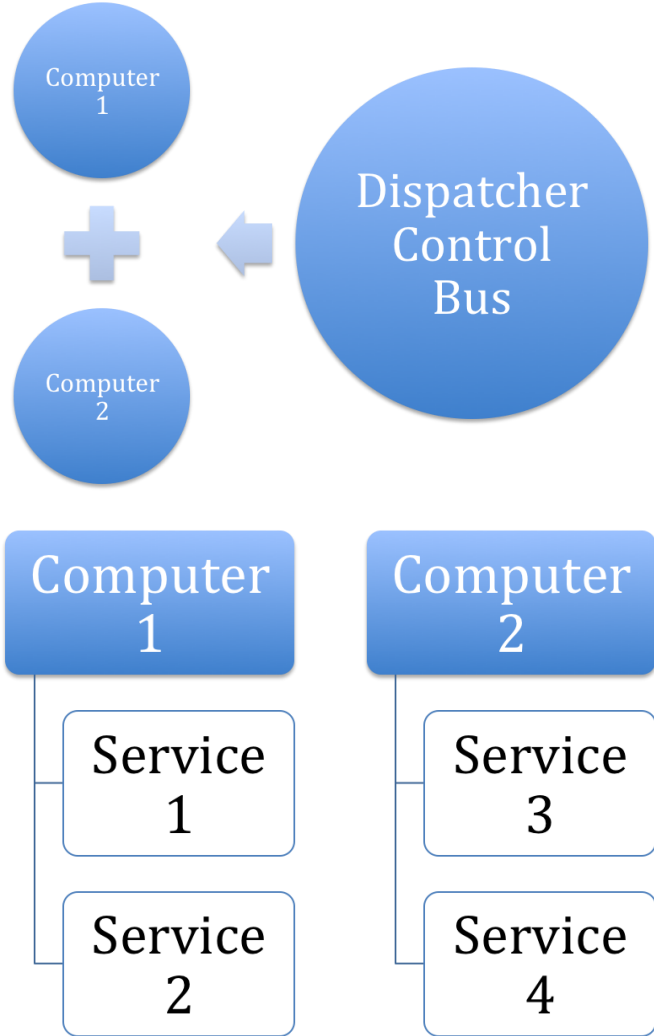 Computer
1
Dispatcher
Control
Bus
Computer
2
Computer
1
Service
1
Service
2
Computer
2
Service
3
Service
4